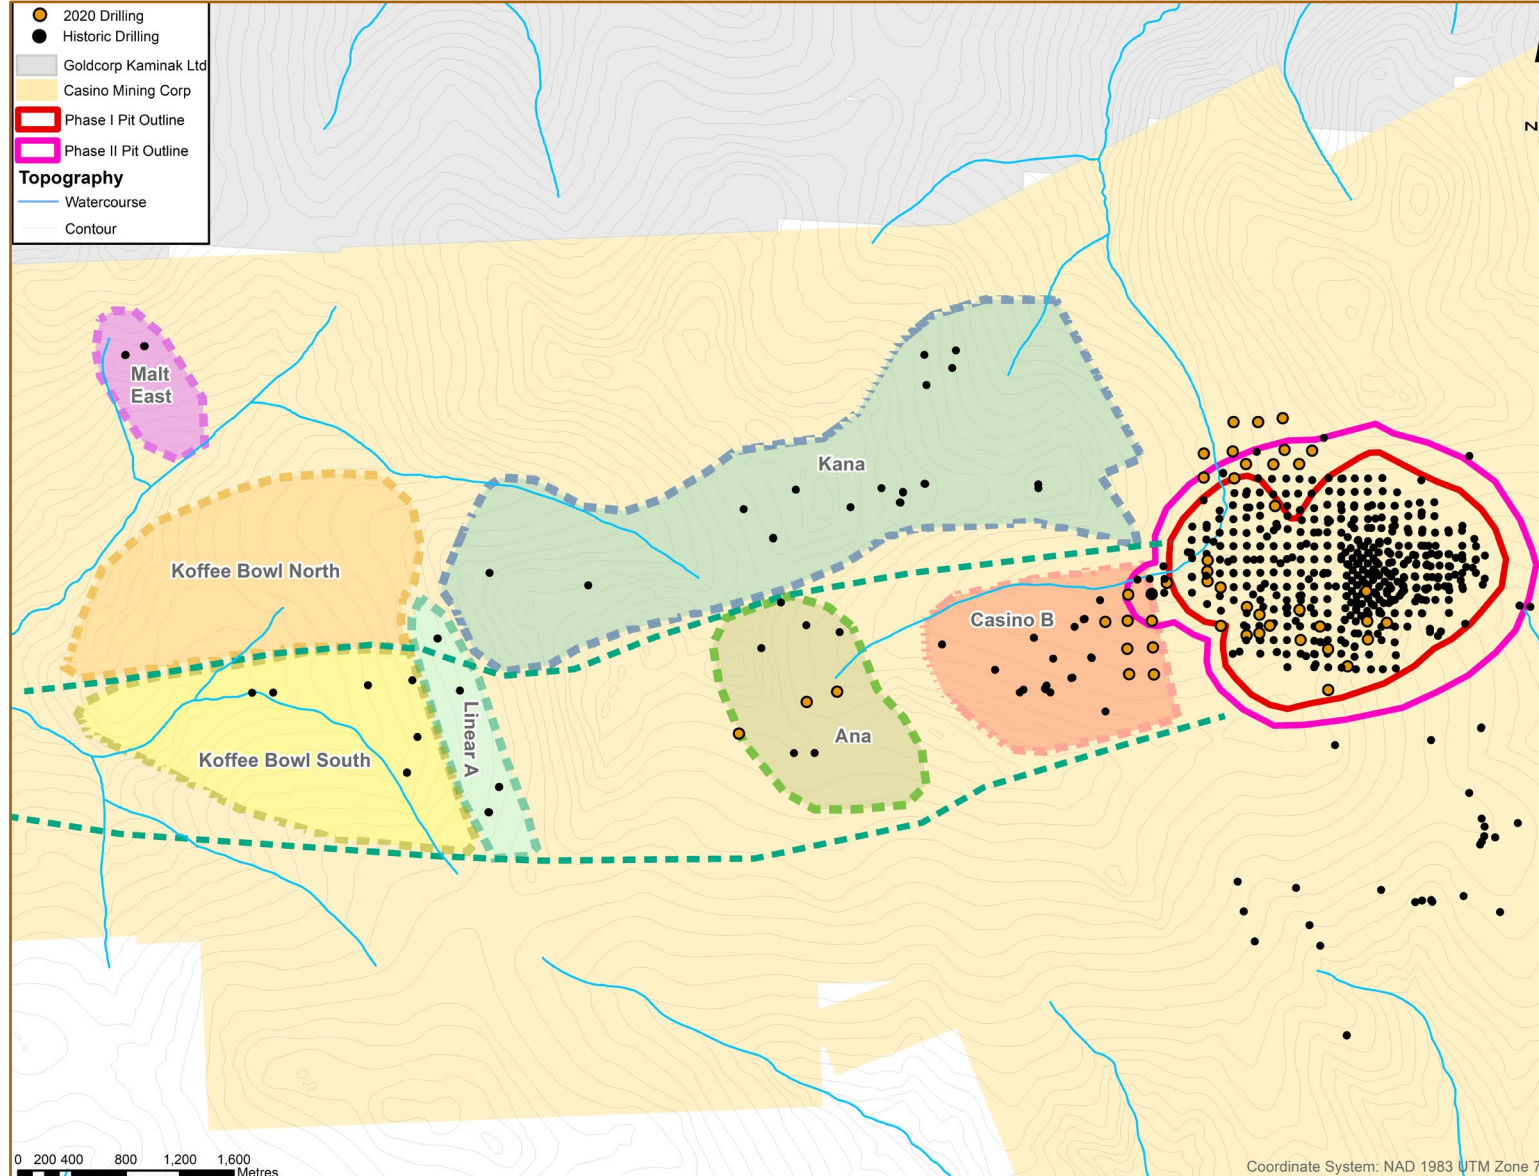 2020 Drilling
Historic Drilling
Goldcorp Kaminak Ltd
Casino Mining Corp
Phase I Pit Outline
Phase II Pit Outline
Topography
Watercourse
Contour
Malt
East
Kana
Koffee Bowl North
Casino B
Linear A
Koffee Bowl South
Ana
0 200 400 800 1,200 1,600
Metres
Coordinate System: NAD 1983 UTM Zone 7